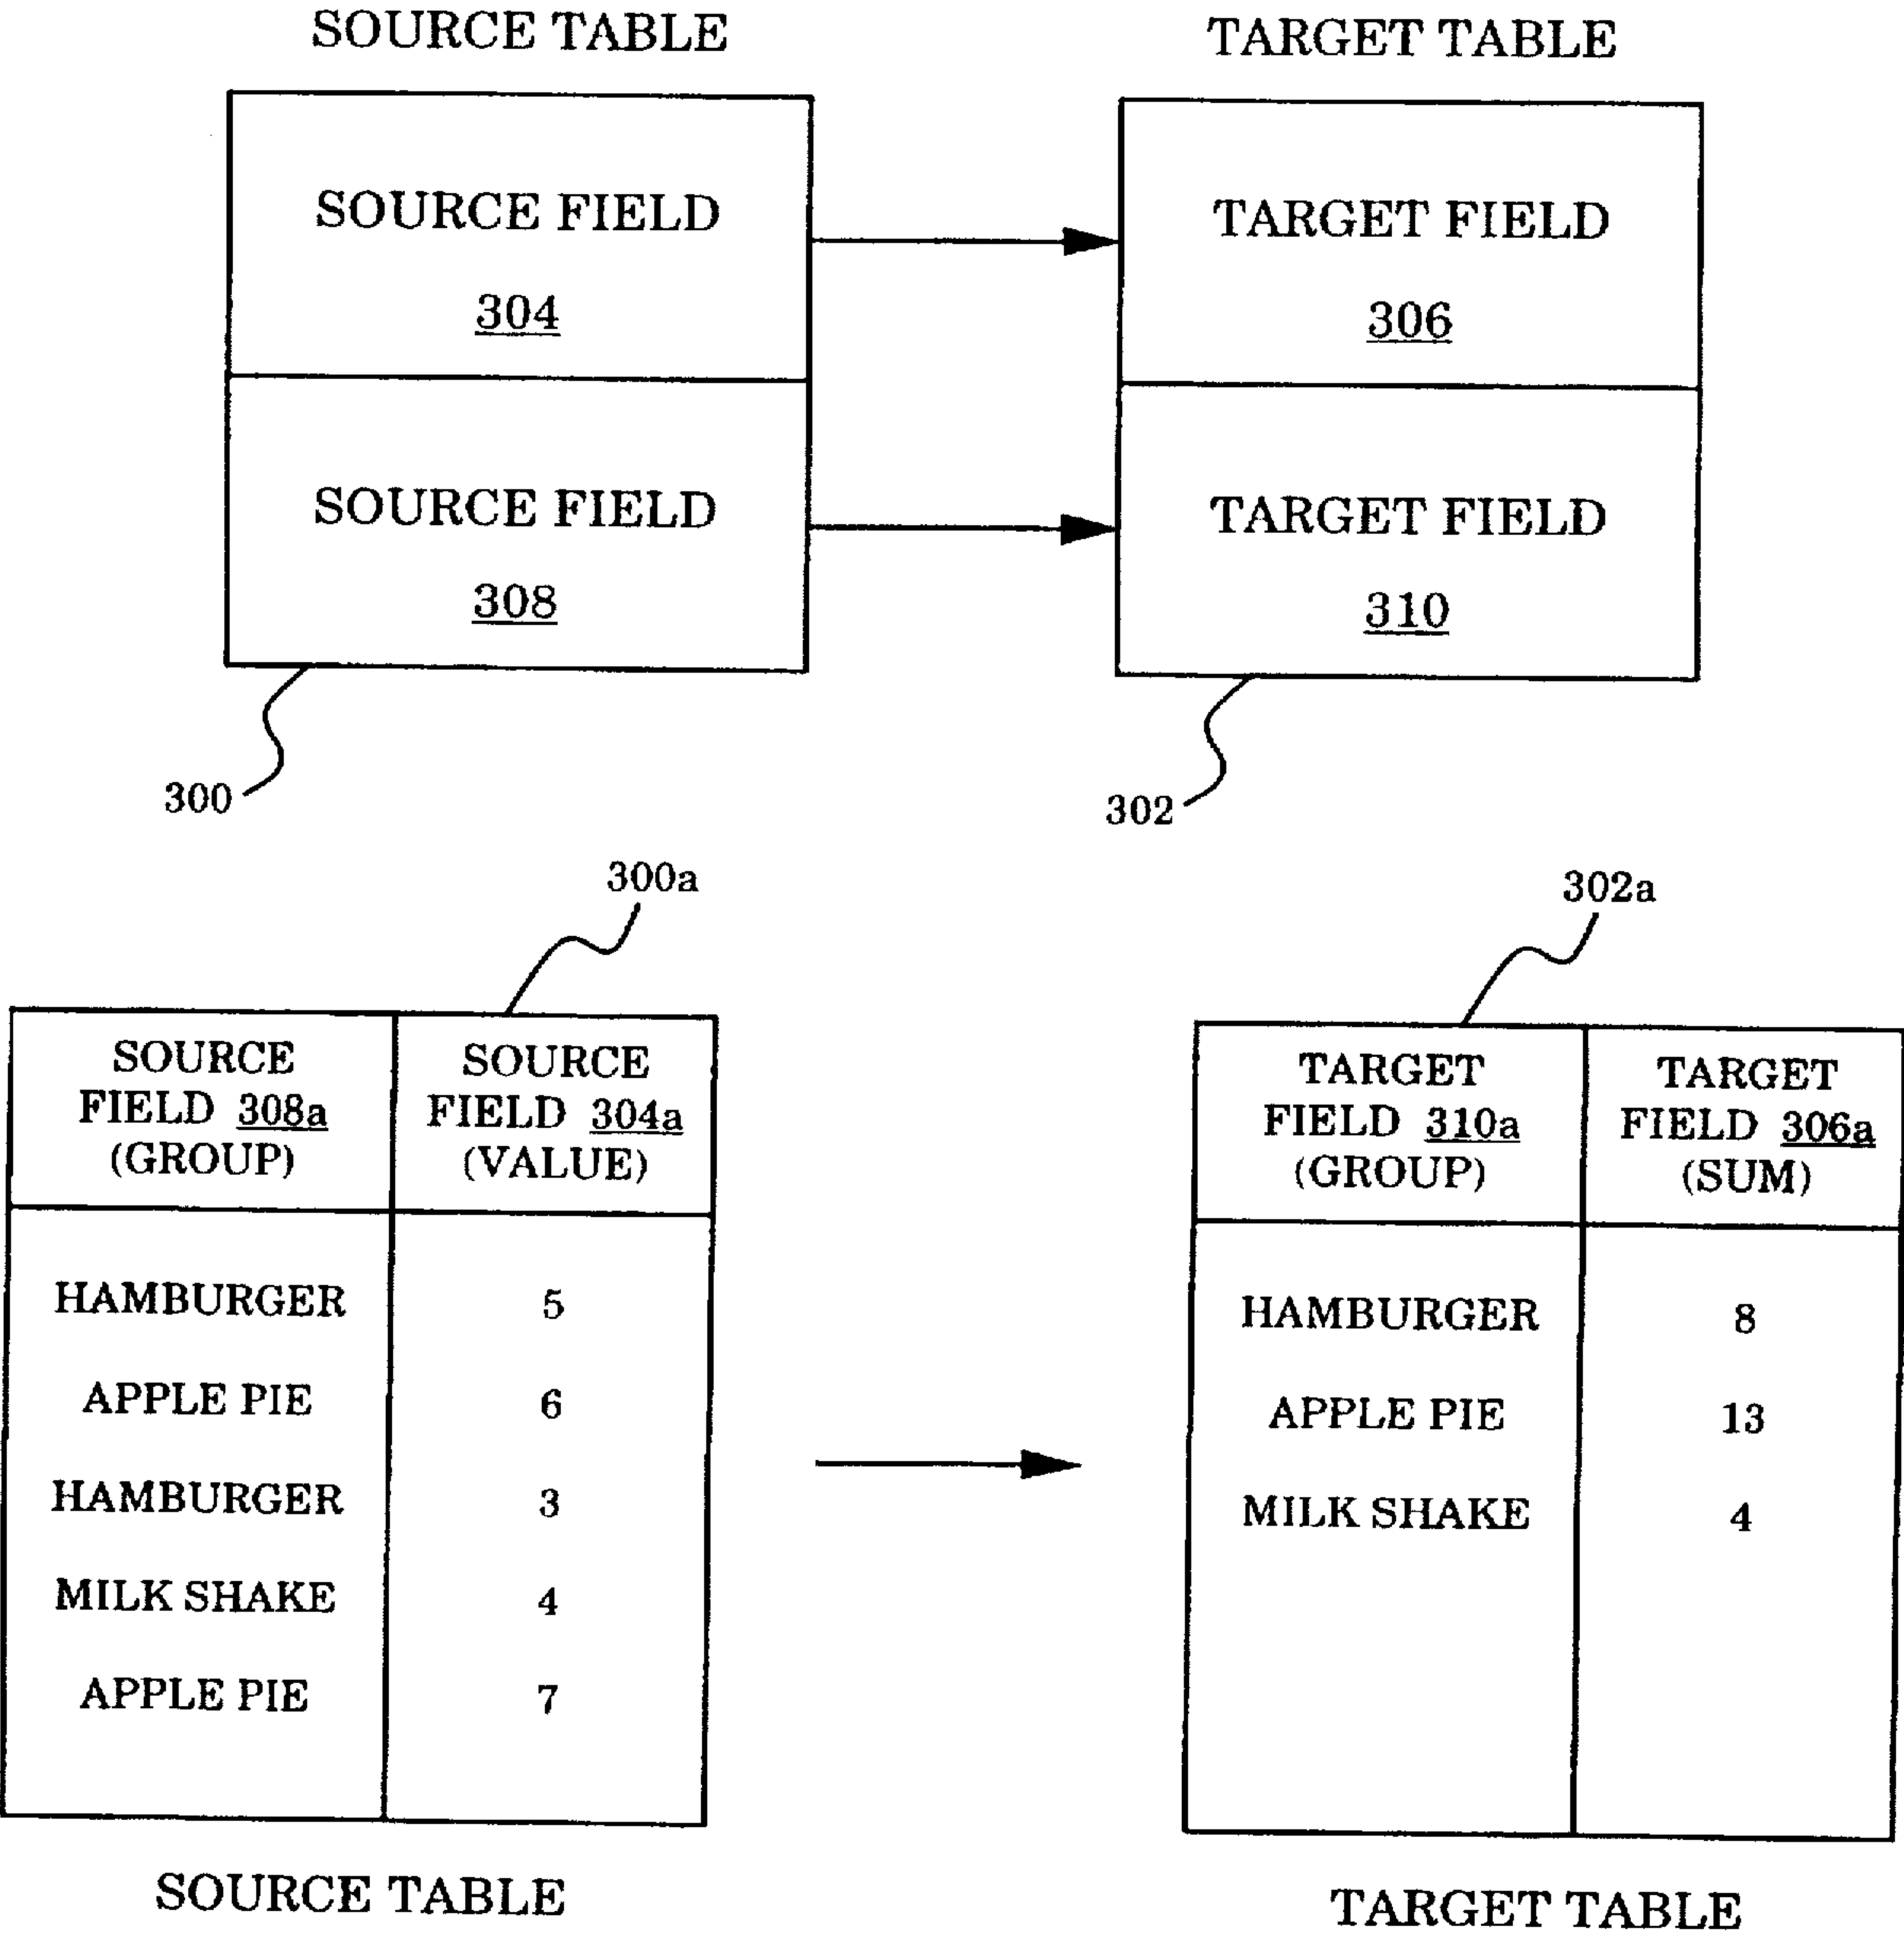 SOURCE TABLE
TARGET TABLE
SOURCE FIELD
304
TARGET FIELD
306
SOURCE FIELD
308
TARGET FIELD
310
300
302
300a
302a
SOURCE
FIELD 308a
(GROUP)
SOURCE
FIELD 304a
(VALUE)
TARGET
FIELD 310a
(GROUP)
TARGET
FIELD 306a
(SUM)
HAMBURGER 5
APPLE PIE 6
HAMBURGER 3
MILK SHAKE 4
APPLE PIE 7
HAMBURGER 8
APPLE PIE 13
MILK SHAKE 4
SOURCE TABLE
TARGET TABLE